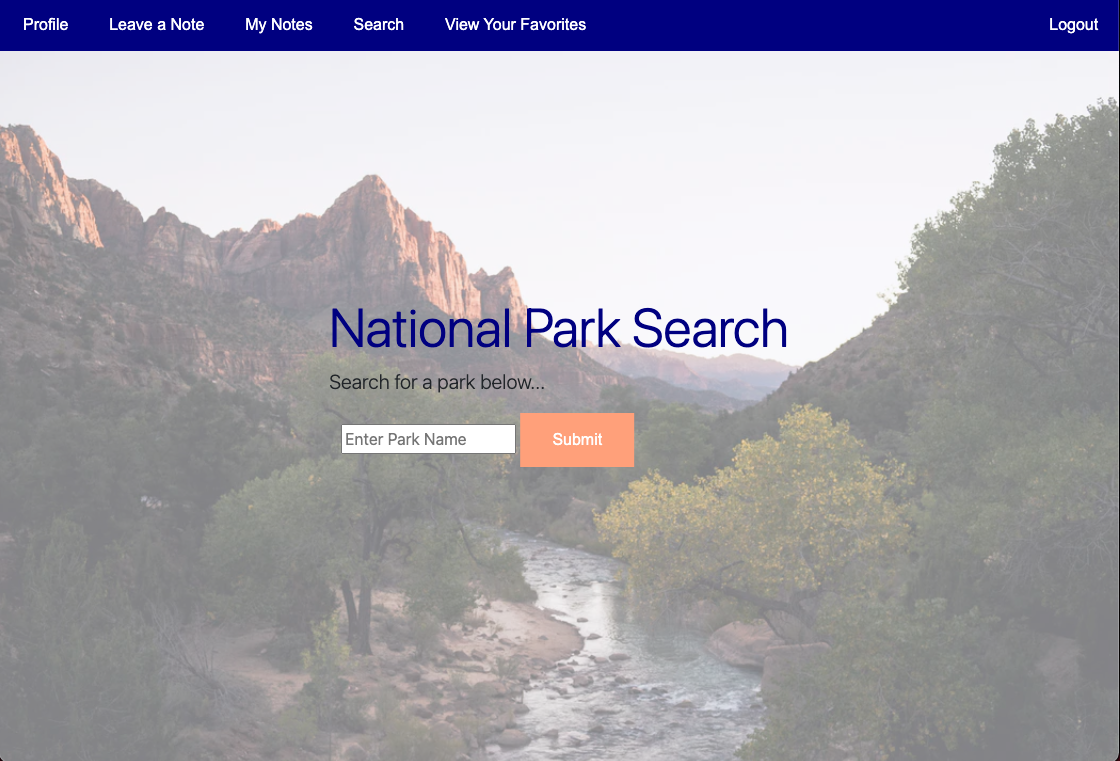 Profile Leave a Note My Notes Search View Your Favorites Logout
National Park Search
Search for a park below...
Enter Park Name Submit